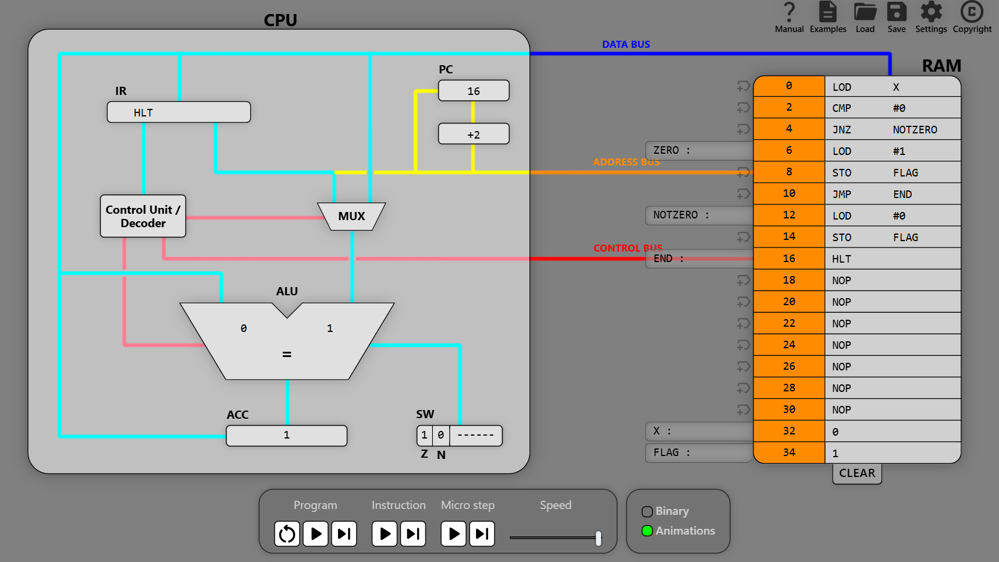 CPU
Manual Examples Load Save Settings Copyright
DATA BUS
RAM
PC
16
+2
IR
HLT
Control Unit /
Decoder
MUX
ADDRESS BUS
CONTROL BUS
ALU
0 1
=
ACC
1
SW
1 0 ------
Z N
0 LOD X
2 CMP #0
4 JNZ NOTZERO
ZERO : 6 LOD #1
8 STO FLAG
10 JMP END
NOTZERO : 12 LOD #0
14 STO FLAG
END : 16 HLT
18 NOP
20 NOP
22 NOP
24 NOP
26 NOP
28 NOP
30 NOP
X : 32 0
FLAG : 34 1
CLEAR
Program Instruction Micro step Speed
Binary
Animations